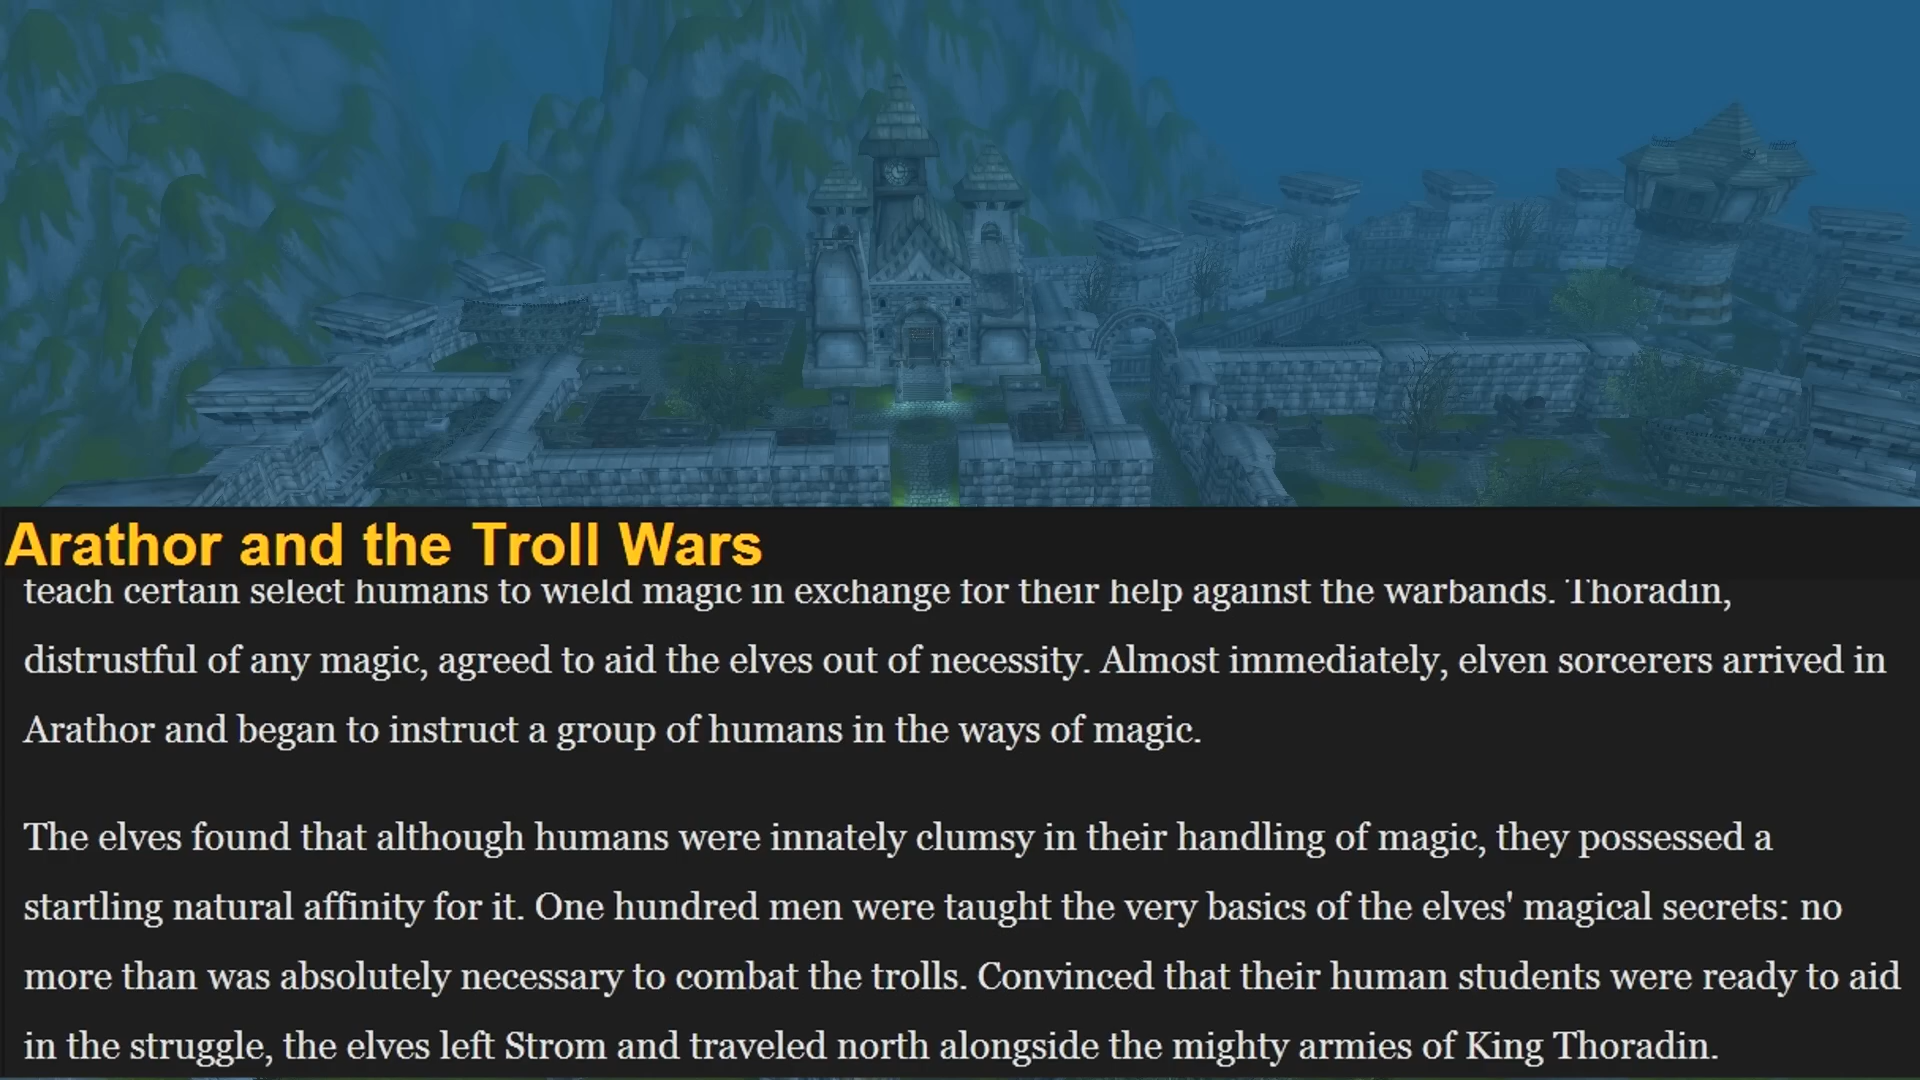 Arathor and the Troll Wars
teach certain select humans to wield magic in exchange for their help against the warbands. Thoradin,
distrustful of any magic, agreed to aid the elves out of necessity. Almost immediately, elven sorcerers arrived in
Arathor and began to instruct a group of humans in the ways of magic.
The elves found that although humans were innately clumsy in their handling of magic, they possessed a
startling natural affinity for it. One hundred men were taught the very basics of the elves' magical secrets: no
more than was absolutely necessary to combat the trolls. Convinced that their human students were ready to aid
in the struggle, the elves left Strom and traveled north alongside the mighty armies of King Thoradin.